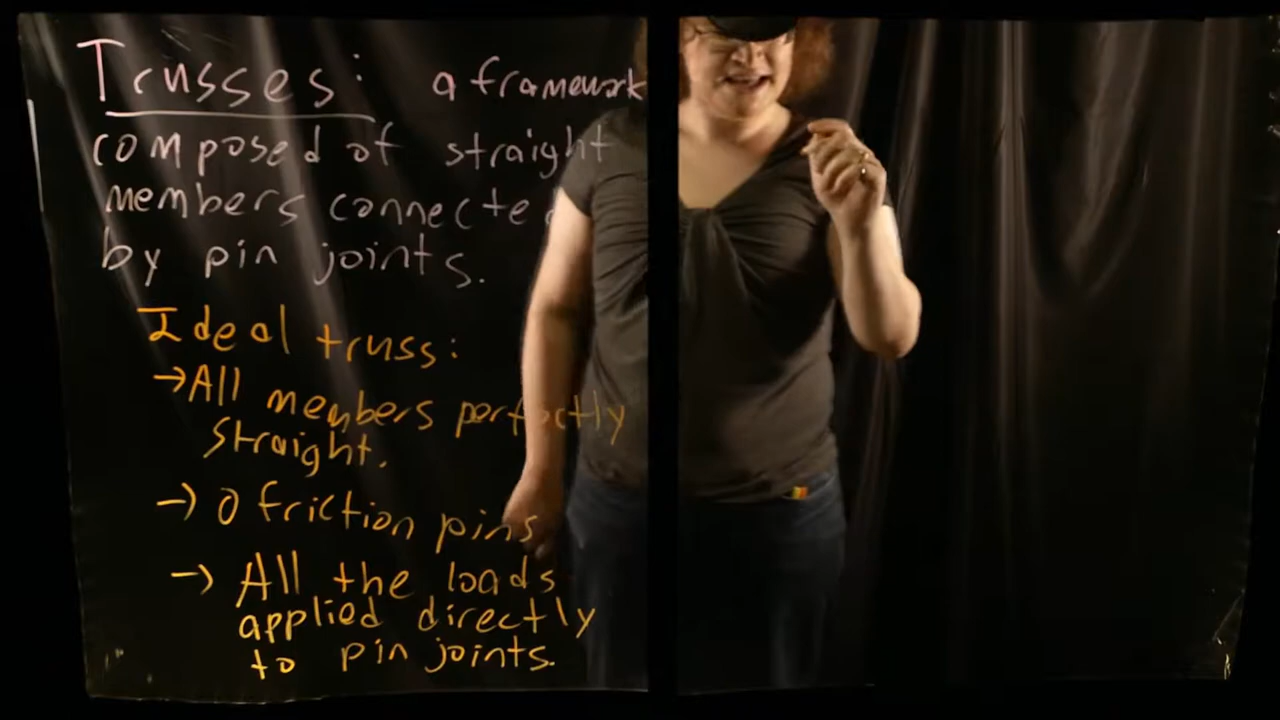 Trusses: a framework
composed of straight
members connecte
by pin joints.
Ideal truss:
→All members perfectly
straight.
→ 0 friction pins
→ All the loads
applied directly
to pin joints.